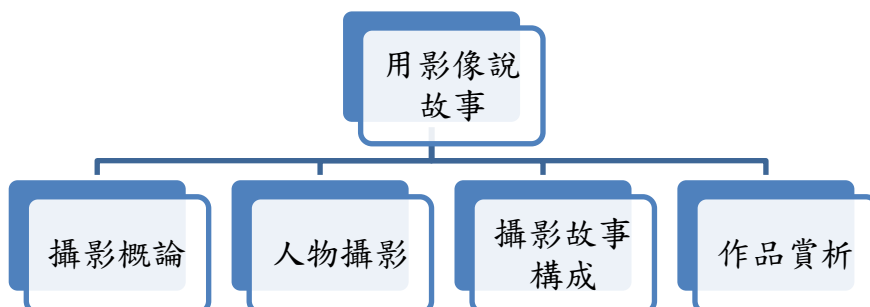 用影像說
故事
攝影概論
人物攝影
攝影故事
構成
作品賞析